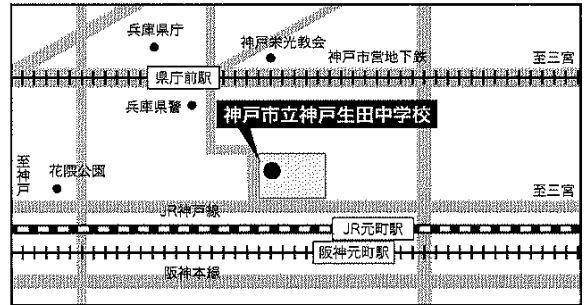 兵庫県庁
神戸栄光教会
神戸市営地下鉄
至三宮
県庁前駅
兵庫県警
神戸市立神戸生田中学校
至神戸
花隈公園
至三宮
JR神戸線
JR元町駅
阪神元町駅
阪神本線